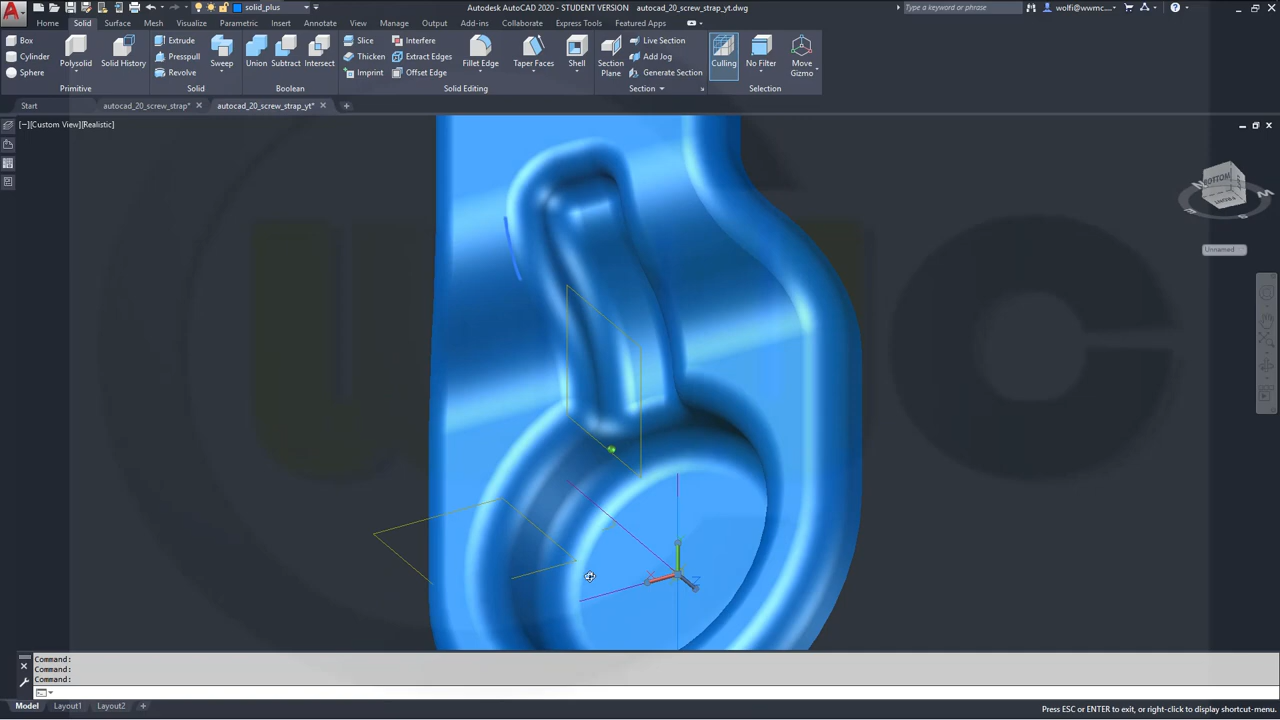 solid_plus
Autodesk AutoCAD 2020 - STUDENT VERSION autocad_20_screw_strap_yt.dwg
Type a keyword or phrase
wolfi@wwmc...
Home Solid Surface Mesh Visualize Parametric Insert Annotate View Manage Output Add-ins Collaborate Express Tools Featured Apps
Box
Cylinder
Sphere
Polysolid
Solid History
Primitive
Extrude
Presspull
Revolve
Sweep
Solid
Union
Subtract
Intersect
Boolean
Slice
Thicken
Imprint
Interfere
Extract Edges
Offset Edge
Fillet Edge
Taper Faces
Shell
Solid Editing
Section
Plane
Live Section
Add Jog
Generate Section
Section
Culling
No Filter
Move
Gizmo
Selection
Start autocad_20_screw_strap* autocad_20_screw_strap_yt*
[−][Custom View][Realistic]
BOTTOM
Unnamed
X
Z
Command:
Command:
Command:
Model Layout1 Layout2
Press ESC or ENTER to exit, or right-click to display shortcut-menu.